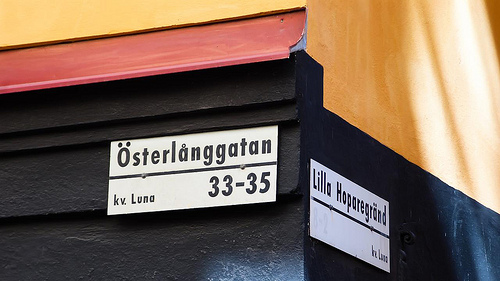 Österlånggatan
kv. Luna 33-35
Lilla Hoparegränd
kv. Luna